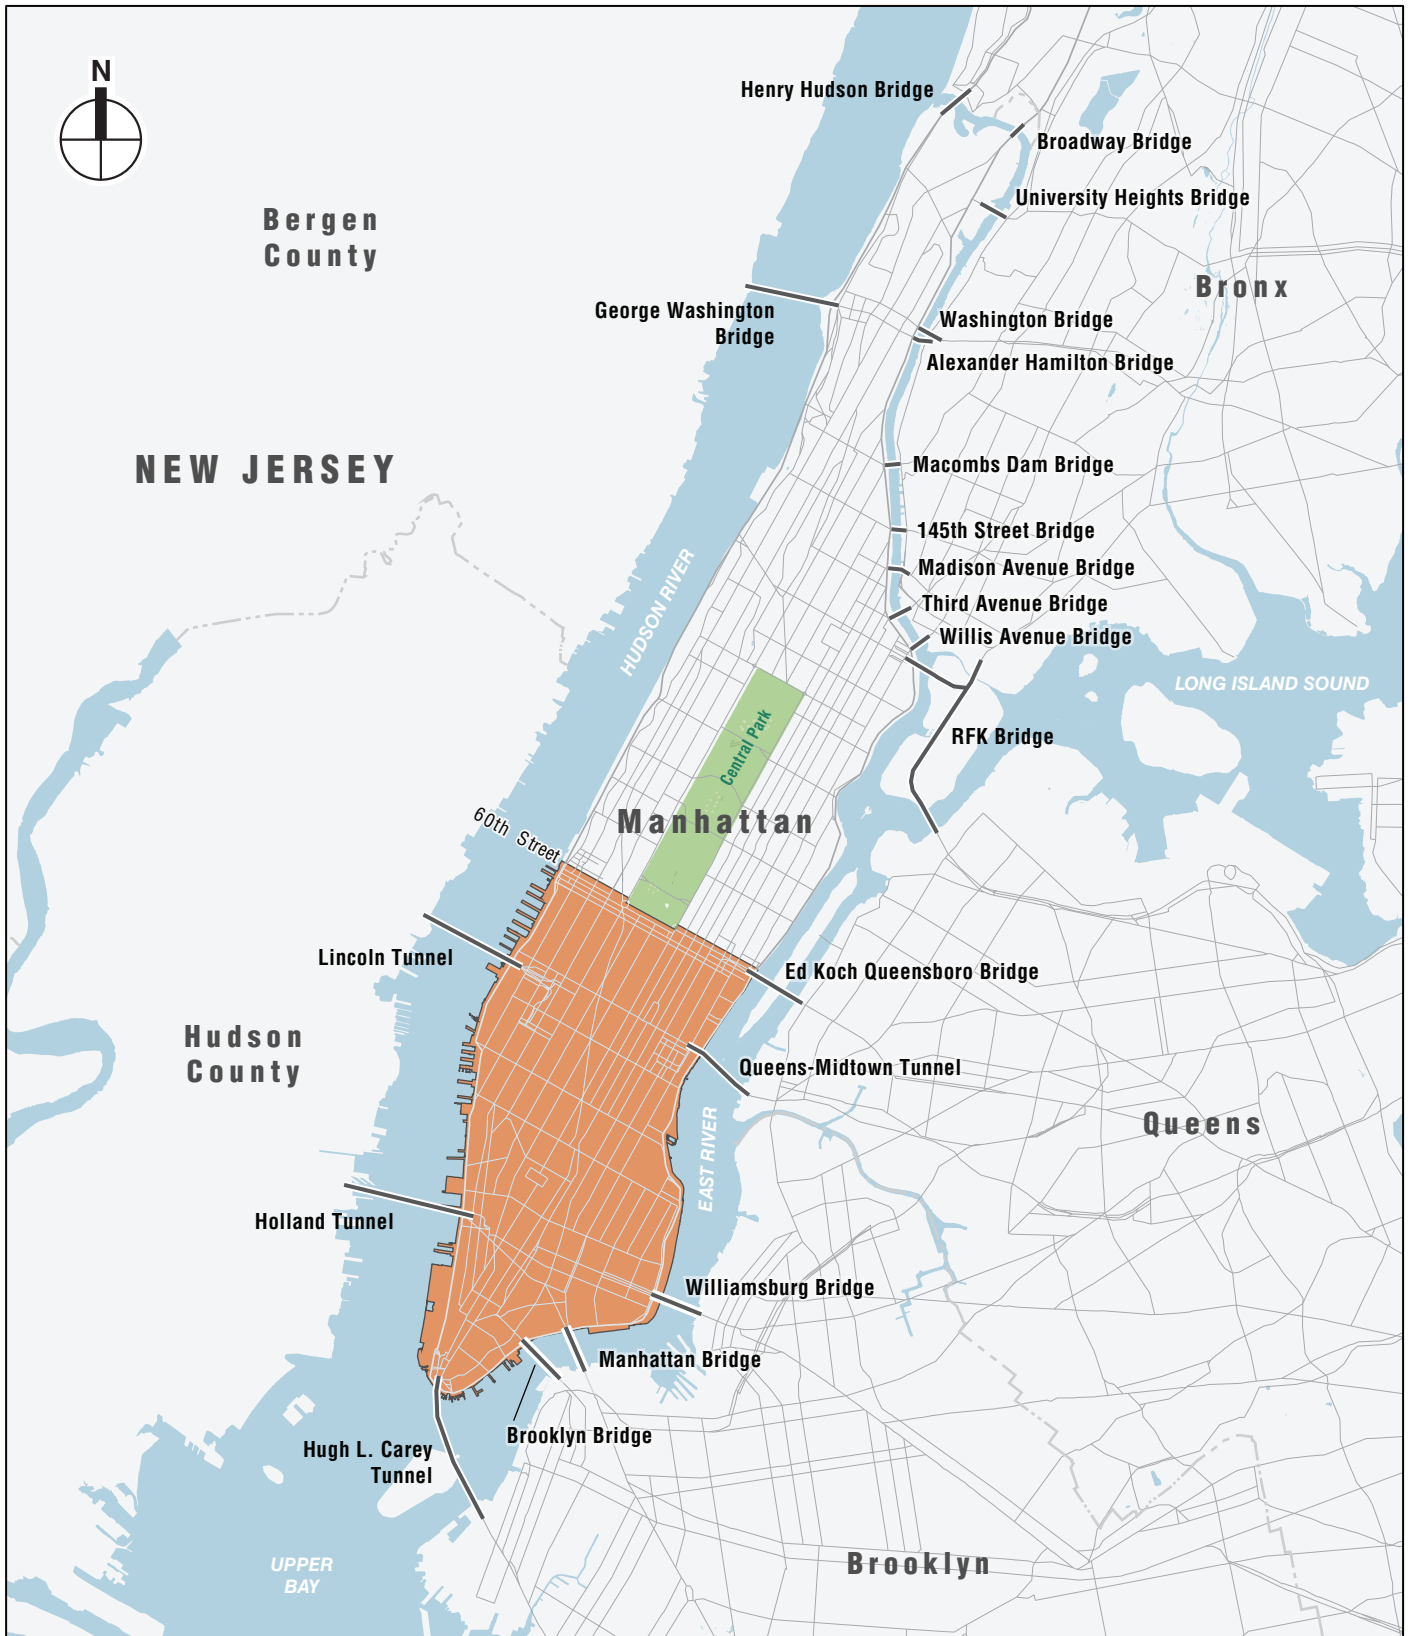 N
Henry Hudson Bridge
Broadway Bridge
University Heights Bridge
Bergen
County
Bronx
George Washington
Bridge
Washington Bridge
Alexander Hamilton Bridge
NEW JERSEY
Macombs Dam Bridge
145th Street Bridge
Madison Avenue Bridge
HUDSON RIVER
Third Avenue Bridge
Willis Avenue Bridge
LONG ISLAND SOUND
Central Park
RFK Bridge
60th Street
Manhattan
Lincoln Tunnel
Ed Koch Queensboro Bridge
Hudson
County
Queens-Midtown Tunnel
Queens
EAST RIVER
Holland Tunnel
Williamsburg Bridge
Manhattan Bridge
Brooklyn Bridge
Hugh L. Carey
Tunnel
UPPER
BAY
Brooklyn